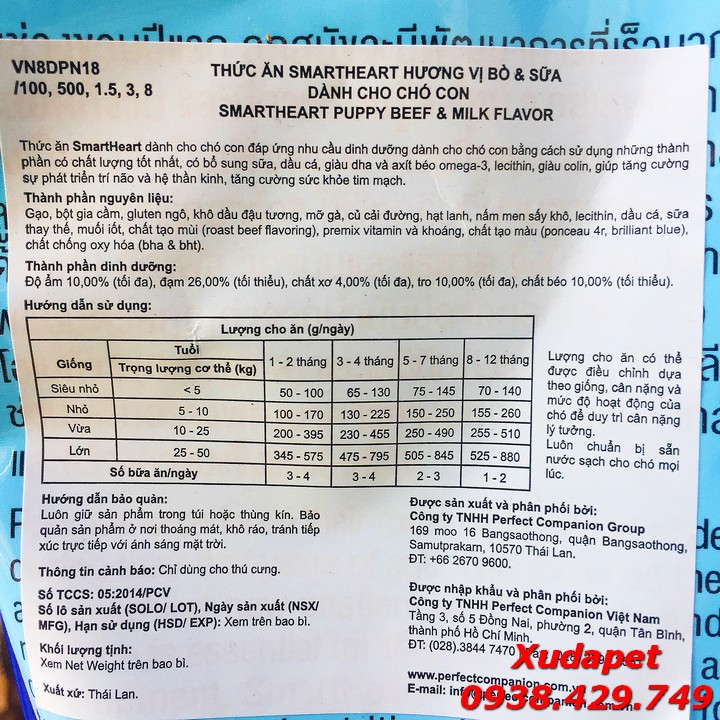 VN8DPN18
/100, 500, 1.5, 3, 8
THỨC ĂN SMARTHEART HƯƠNG VỊ BÒ & SỮA
DÀNH CHO CHÓ CON
SMARTHEART PUPPY BEEF & MILK FLAVOR
Thức ăn SmartHeart dành cho chó con đáp ứng nhu cầu dinh dưỡng dành cho chó con bằng cách sử dụng những thành
phần có chất lượng tốt nhất, có bổ sung sữa, dầu cá, giàu dha và axít béo omega-3, lecithin, giàu colin, giúp tăng cường
sự phát triển trí não và hệ thần kinh, tăng cường sức khỏe tim mạch.
Thành phần nguyên liệu:
Gạo, bột gia cầm, gluten ngô, khô dầu đậu tương, mỡ gà, củ cải đường, hạt lanh, nấm men sấy khô, lecithin, dầu cá, sữa
thay thế, muối iốt, chất tạo mùi (roast beef flavoring), premix vitamin và khoáng, chất tạo màu (ponceau 4r, brilliant blue),
chất chống oxy hóa (bha & bht).
Thành phần dinh dưỡng:
Độ ẩm 10,00% (tối đa), đạm 26,00% (tối thiểu), chất xơ 4,00% (tối đa), tro 10,00% (tối đa), chất béo 10,00% (tối thiểu).
Hướng dẫn sử dụng:
Lượng cho ăn (g/ngày)
Giống Tuổi 1 - 2 tháng 3 - 4 tháng 5 - 7 tháng 8 - 12 tháng
Trọng lượng cơ thể (kg)
Siêu nhỏ < 5 50 - 100 65 - 130 75 - 145 70 - 140
Nhỏ 5 - 10 100 - 170 130 - 225 150 - 250 155 - 260
Vừa 10 - 25 200 - 395 230 - 455 250 - 490 255 - 510
Lớn 25 - 50 345 - 575 475 - 795 505 - 845 525 - 880
Số bữa ăn/ngày 3 - 4 3 - 4 2 - 3 1 - 2
Lượng cho ăn có thể
được điều chỉnh dựa
theo giống, cân nặng và
mức độ hoạt động của
chó để duy trì cân nặng
lý tưởng.
Luôn chuẩn bị sẵn
nước sạch cho chó mọi
lúc.
Hướng dẫn bảo quản:
Luôn giữ sản phẩm trong túi hoặc thùng kín. Bảo
quản sản phẩm ở nơi thoáng mát, khô ráo, tránh tiếp
xúc trực tiếp với ánh sáng mặt trời.
Thông tin cảnh báo: Chỉ dùng cho thú cưng.
Số TCCS: 05:2014/PCV
Số lô sản xuất (SOLO/ LOT), Ngày sản xuất (NSX/
MFG), Hạn sử dụng (HSD/ EXP): Xem trên bao bì.
Khối lượng tịnh:
Xem Net Weight trên bao bì.
Xuất xứ: Thái Lan.
Được sản xuất và phân phối bởi:
Công ty TNHH Perfect Companion Group
169 moo 16 Bangsaothong, quận Bangsaothong,
Samutprakarn, 10570 Thái Lan.
ĐT: +66 2670 9600.
Được nhập khẩu và phân phối bởi:
Công ty TNHH Perfect Companion Việt Nam
Tầng 3, số 5 Đồng Nai, phường 2, quận Tân Bình,
thành phố Hồ Chí Minh.
ĐT: (028).3844 7470
www.perfectcompanion.com.vn
E-mail: info@perfectcompanion.com.vn
Xudapet
0938.429.749